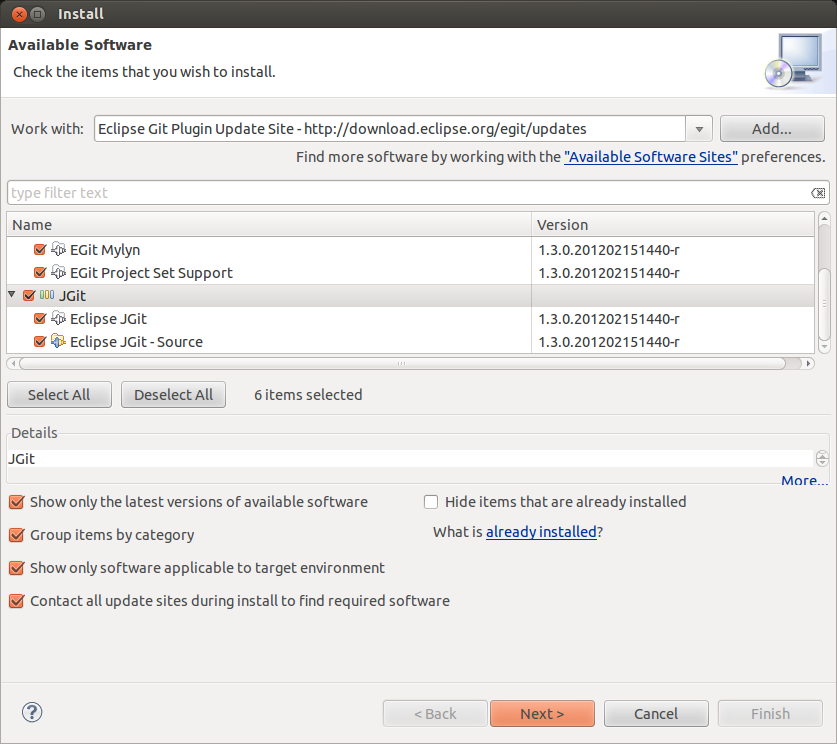 Install
Available Software
Check the items that you wish to install.
Work with: Eclipse Git Plugin Update Site - http://download.eclipse.org/egit/updates Add...
Find more software by working with the "Available Software Sites" preferences.
type filter text
Name Version
EGit Mylyn 1.3.0.201202151440-r
EGit Project Set Support 1.3.0.201202151440-r
JGit
Eclipse JGit 1.3.0.201202151440-r
Eclipse JGit - Source 1.3.0.201202151440-r
Select All Deselect All 6 items selected
Details
JGit
More...
Show only the latest versions of available software Hide items that are already installed
Group items by category What is already installed?
Show only software applicable to target environment
Contact all update sites during install to find required software
? < Back Next > Cancel Finish